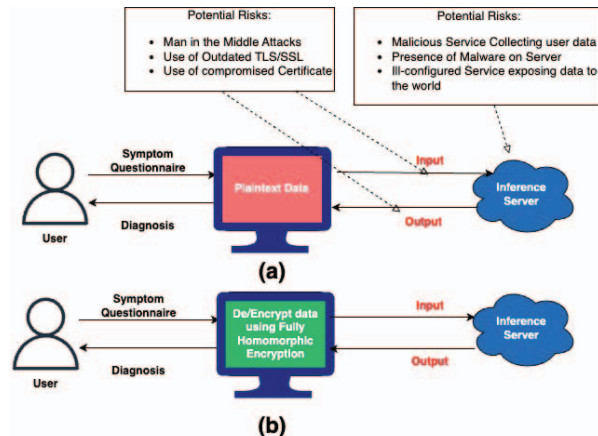 Potential Risks:
• Man in the Middle Attacks
• Use of Outdated TLS/SSL
• Use of compromised Certificate
Potential Risks:
• Malicious Service Collecting user data
• Presence of Malware on Server
• Ill-configured Service exposing data to
the world
Symptom
Questionnaire
Plaintext Data
Input
Inference
Server
User
Diagnosis
Output
(a)
Symptom
Questionnaire
De/Encrypt data
using Fully
Homomorphic
Encryption
Input
Inference
Server
Output
User
Diagnosis
(b)